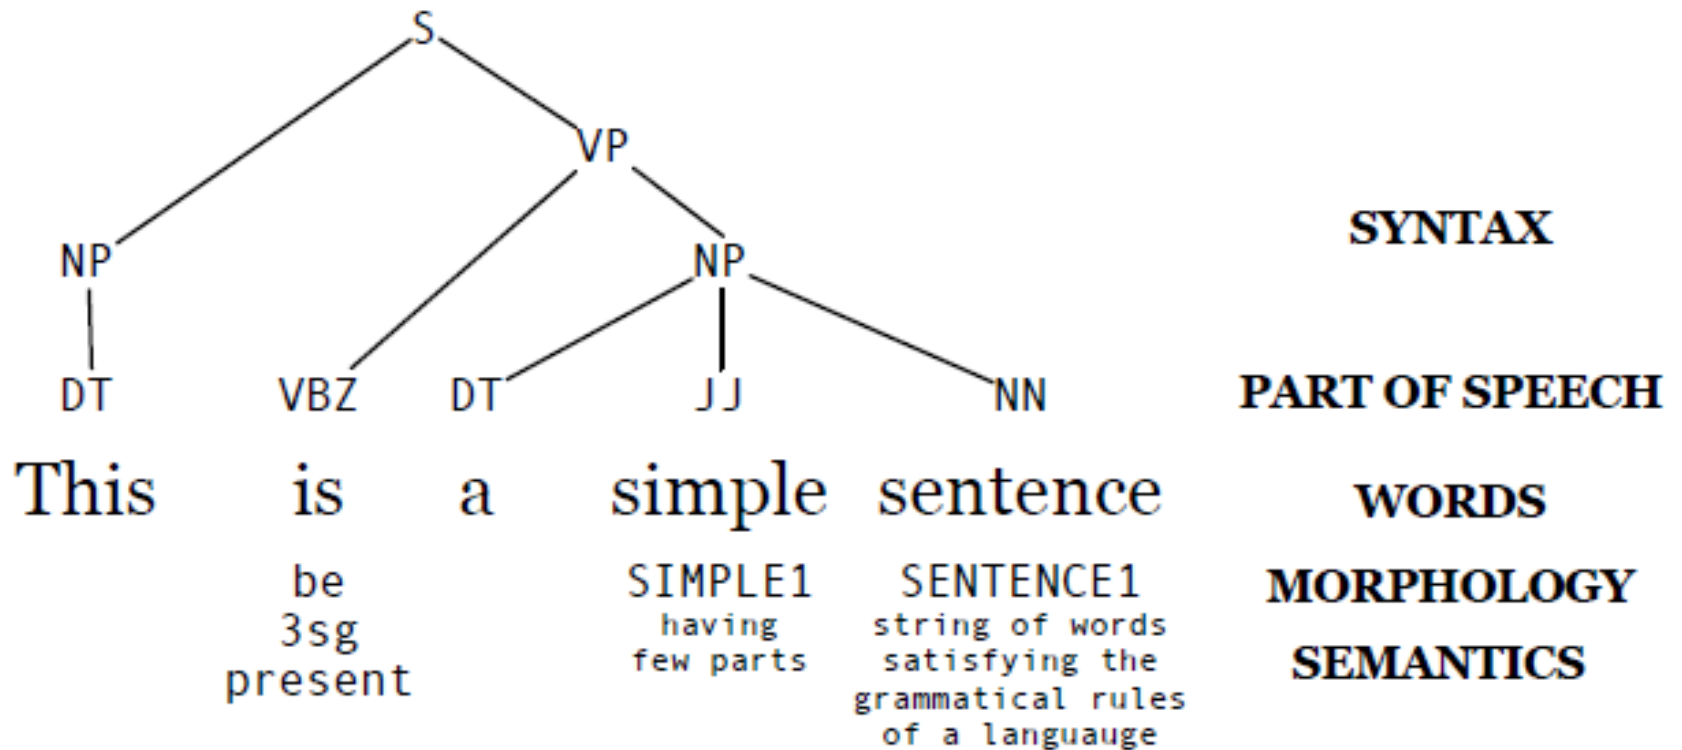 S
VP
NP NP SYNTAX
DT VBZ DT JJ NN PART OF SPEECH
This is a simple sentence WORDS
be SIMPLE1 SENTENCE1 MORPHOLOGY
3sg having string of words
present few parts satisfying the SEMANTICS
grammatical rules
of a languauge